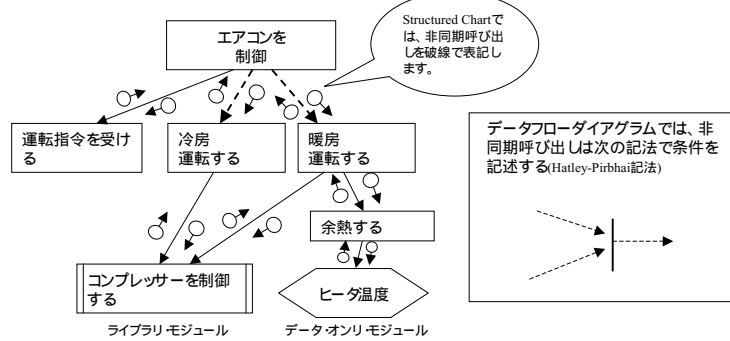 エアコンを
制御
Structured Chartで
は、非同期呼び出
しを破線で表記し
ます。
運転指令を受け
る
冷房
運転する
暖房
運転する
データフローダイアグラムでは、非
同期呼び出しは次の記法で条件を
記述する(Hatley-Pirbhai記法)
余熱する
コンプレッサーを制御
する
ヒータ温度
ライブラリ・モジュール
データ・オンリ・モジュール